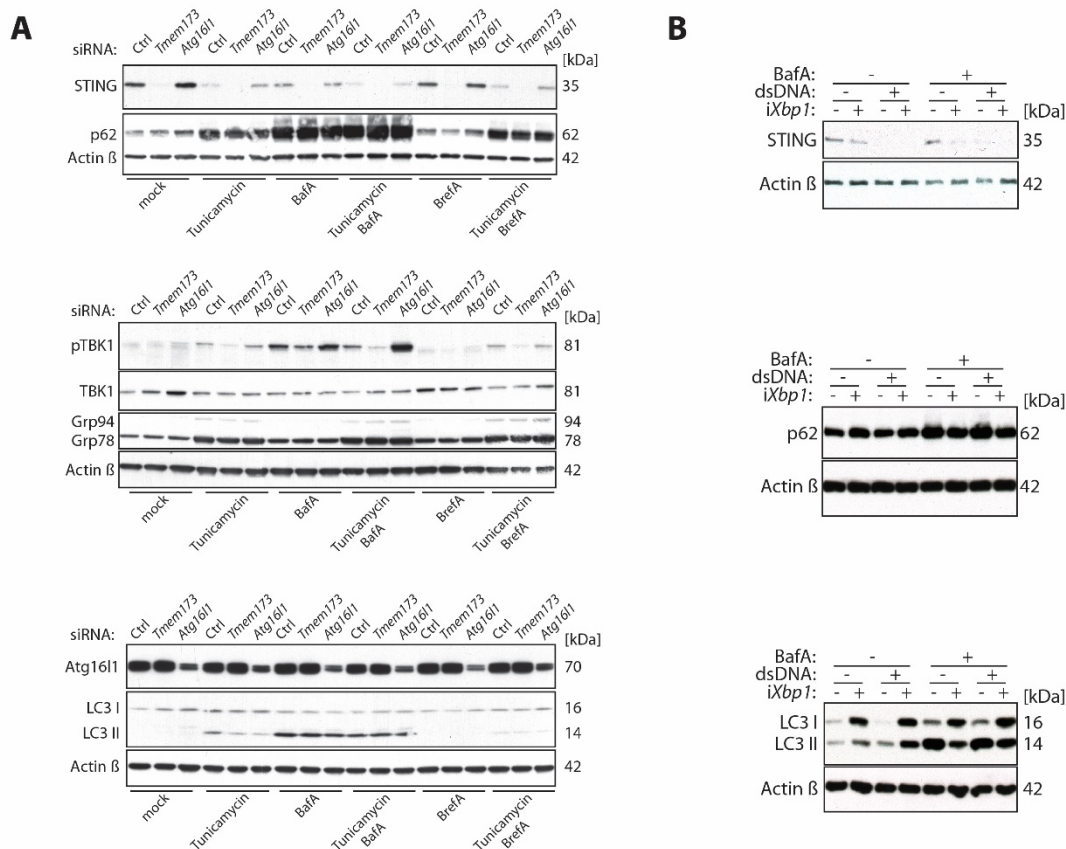 A
siRNA: Ctrl Tmem173 Atg16l1 Ctrl Tmem173 Atg16l1 Ctrl Tmem173 Atg16l1 Ctrl Tmem173 Atg16l1 Ctrl Tmem173 Atg16l1 Ctrl Tmem173 Atg16l1
[kDa]
STING 35
p62 62
Actin ß 42
mock Tunicamycin BafA Tunicamycin BafA BrefA Tunicamycin BrefA
siRNA: Ctrl Tmem173 Atg16l1 Ctrl Tmem173 Atg16l1 Ctrl Tmem173 Atg16l1 Ctrl Tmem173 Atg16l1 Ctrl Tmem173 Atg16l1 Ctrl Tmem173 Atg16l1
[kDa]
pTBK1 81
TBK1 81
Grp94 94
Grp78 78
Actin ß 42
mock Tunicamycin BafA Tunicamycin BafA BrefA Tunicamycin BrefA
siRNA: Ctrl Tmem173 Atg16l1 Ctrl Tmem173 Atg16l1 Ctrl Tmem173 Atg16l1 Ctrl Tmem173 Atg16l1 Ctrl Tmem173 Atg16l1 Ctrl Tmem173 Atg16l1
[kDa]
Atg16l1 70
LC3 I 16
LC3 II 14
Actin ß 42
mock Tunicamycin BafA Tunicamycin BafA BrefA Tunicamycin BrefA
B
BafA: - +
dsDNA: - + - +
iXbp1: - + - + - + - + [kDa]
STING 35
Actin ß 42
BafA: - +
dsDNA: - + - +
iXbp1: - + - + - + - + [kDa]
p62 62
Actin ß 42
BafA: - +
dsDNA: - + - +
iXbp1: - + - + - + - + [kDa]
LC3 I 16
LC3 II 14
Actin ß 42